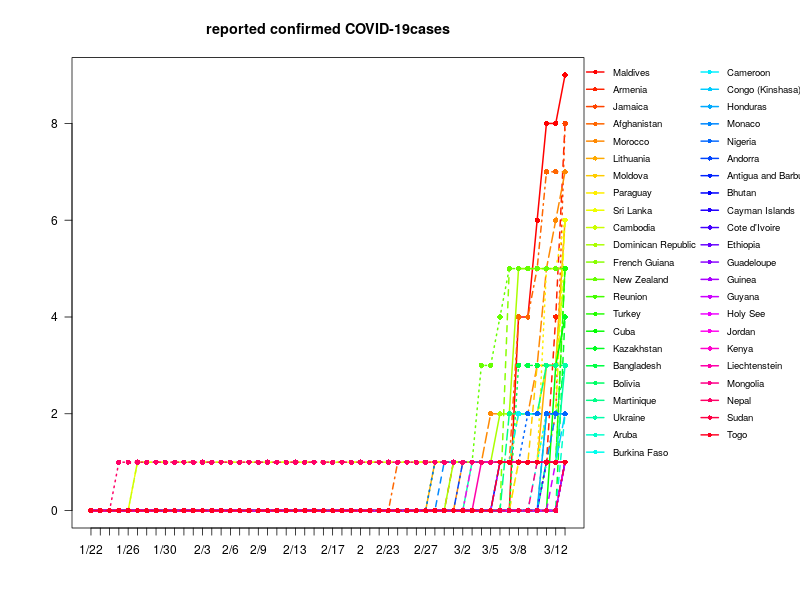 reported confirmed COVID-19cases
8
6
4
2
0
1/22
1/26
1/30
2/3
2/6
2/9
2/13
2/17
2
2/23
2/27
3/2
3/5
3/8
3/12
Maldives
Armenia
Jamaica
Afghanistan
Morocco
Lithuania
Moldova
Paraguay
Sri Lanka
Cambodia
Dominican Republic
French Guiana
New Zealand
Reunion
Turkey
Cuba
Kazakhstan
Bangladesh
Bolivia
Martinique
Ukraine
Aruba
Burkina Faso
Cameroon
Congo (Kinshasa)
Honduras
Monaco
Nigeria
Andorra
Antigua and Barbu
Bhutan
Cayman Islands
Cote d'Ivoire
Ethiopia
Guadeloupe
Guinea
Guyana
Holy See
Jordan
Kenya
Liechtenstein
Mongolia
Nepal
Sudan
Togo